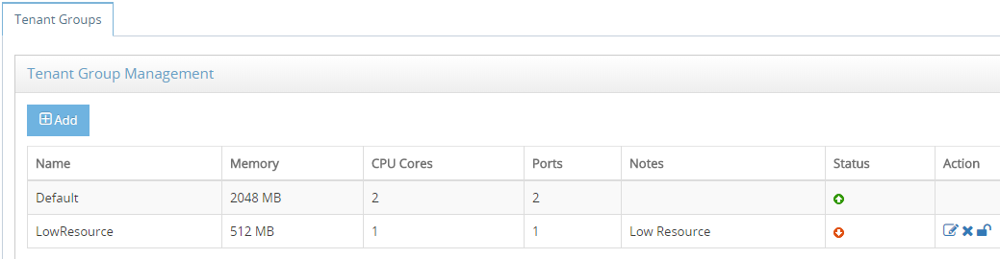 Tenant Groups
Tenant Group Management
Add
Name Memory CPU Cores Ports Notes Status Action
Default 2048 MB 2 2
LowResource 512 MB 1 1 Low Resource